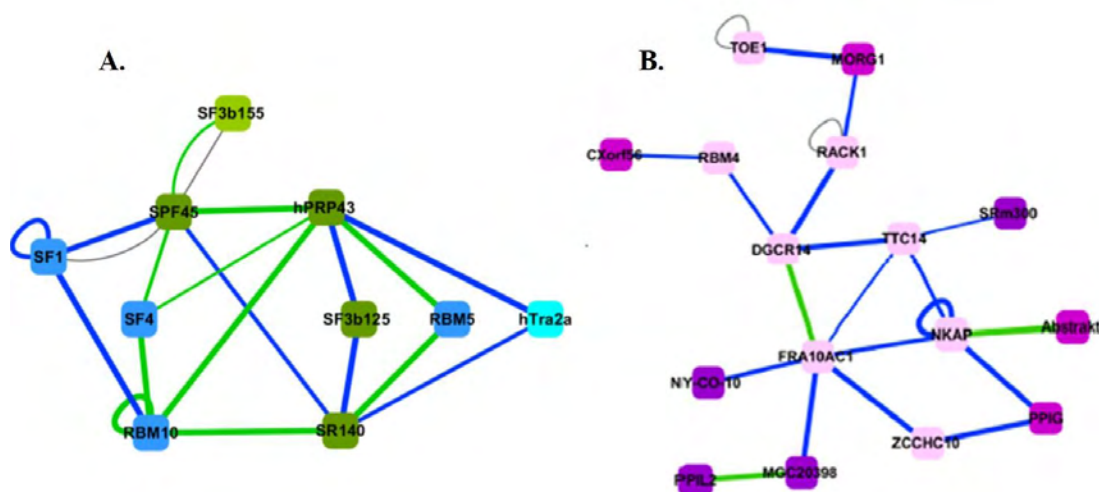 A.
B.
TOE1
MORG1
SF3b155
CXorf56
RBM4
RACK1
SPF45
hPRP43
SRm300
SF1
DGCR14
TTC14
SF4
SF3b125
RBM5
hTra2a
NKAP
Abstrakt
FRA10AC1
NY-CO-10
RBM10
SR140
ZCCHC10
PPIG
PPIL2
MGC20398